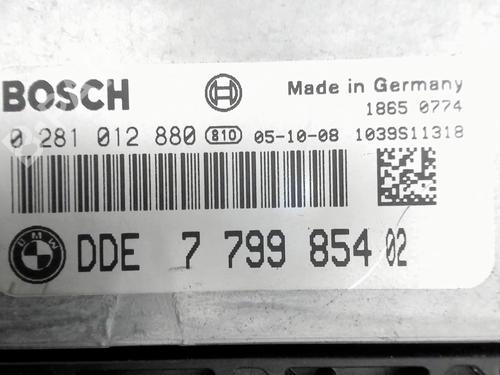 BOSCH
Made in Germany
1865 0774
0 281 012 880 810 05-10-08 1039S11318
BMW
DDE 7 799 854 02